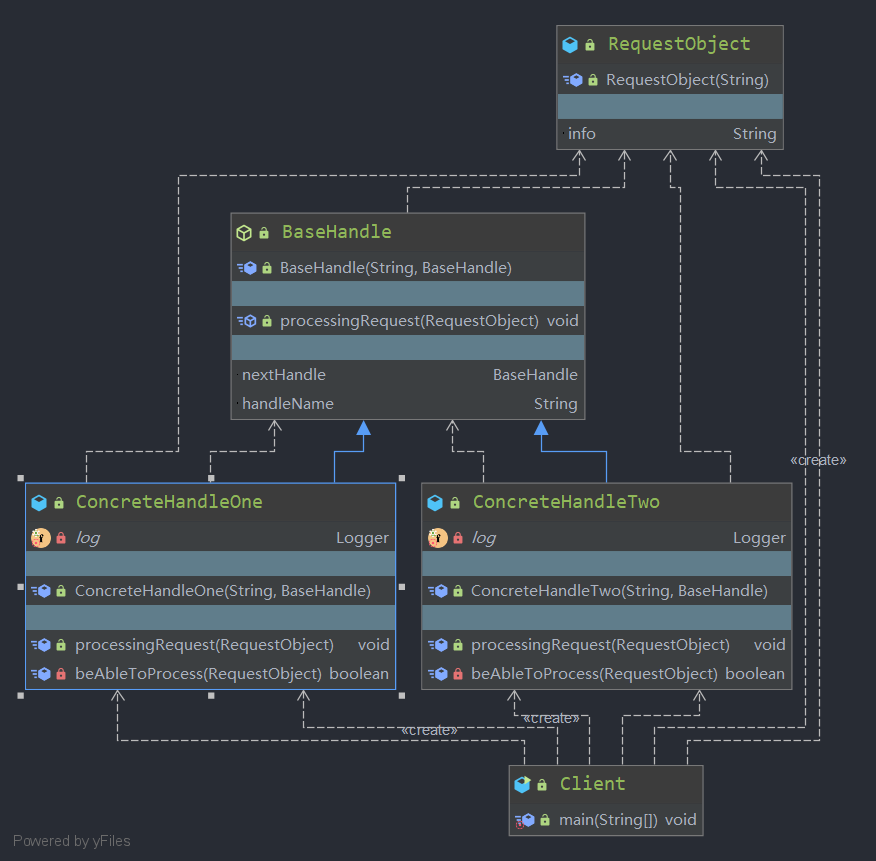 RequestObject
RequestObject(String)
info String
BaseHandle
BaseHandle(String, BaseHandle)
processingRequest(RequestObject) void
nextHandle BaseHandle
handleName String
«create»
ConcreteHandleOne
log Logger
ConcreteHandleOne(String, BaseHandle)
processingRequest(RequestObject) void
beAbleToProcess(RequestObject) boolean
ConcreteHandleTwo
log Logger
ConcreteHandleTwo(String, BaseHandle)
processingRequest(RequestObject) void
beAbleToProcess(RequestObject) boolean
«create»
«create»
Client
main(String[]) void
Powered by yFiles